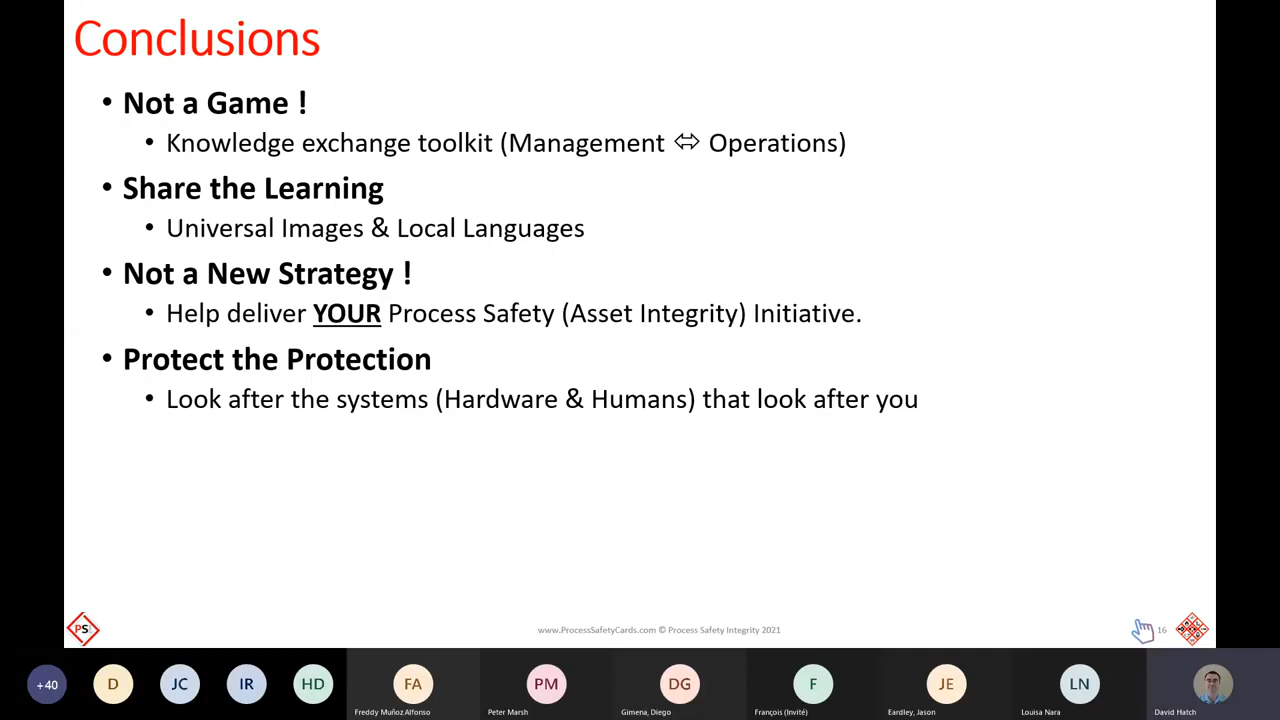 Conclusions
• Not a Game !
• Knowledge exchange toolkit (Management ⬄ Operations)
• Share the Learning
• Universal Images & Local Languages
• Not a New Strategy !
• Help deliver YOUR Process Safety (Asset Integrity) Initiative.
• Protect the Protection
• Look after the systems (Hardware & Humans) that look after you
PS
www.ProcessSafetyCards.com © Process Safety Integrity 2021
16
+40
D
JC
IR
HD
FA
PM
DG
F
JE
LN
Freddy Muñoz Alfonso
Peter Marsh
Gimena, Diego
François (Invité)
Eardley, Jason
Louisa Nara
David Hatch